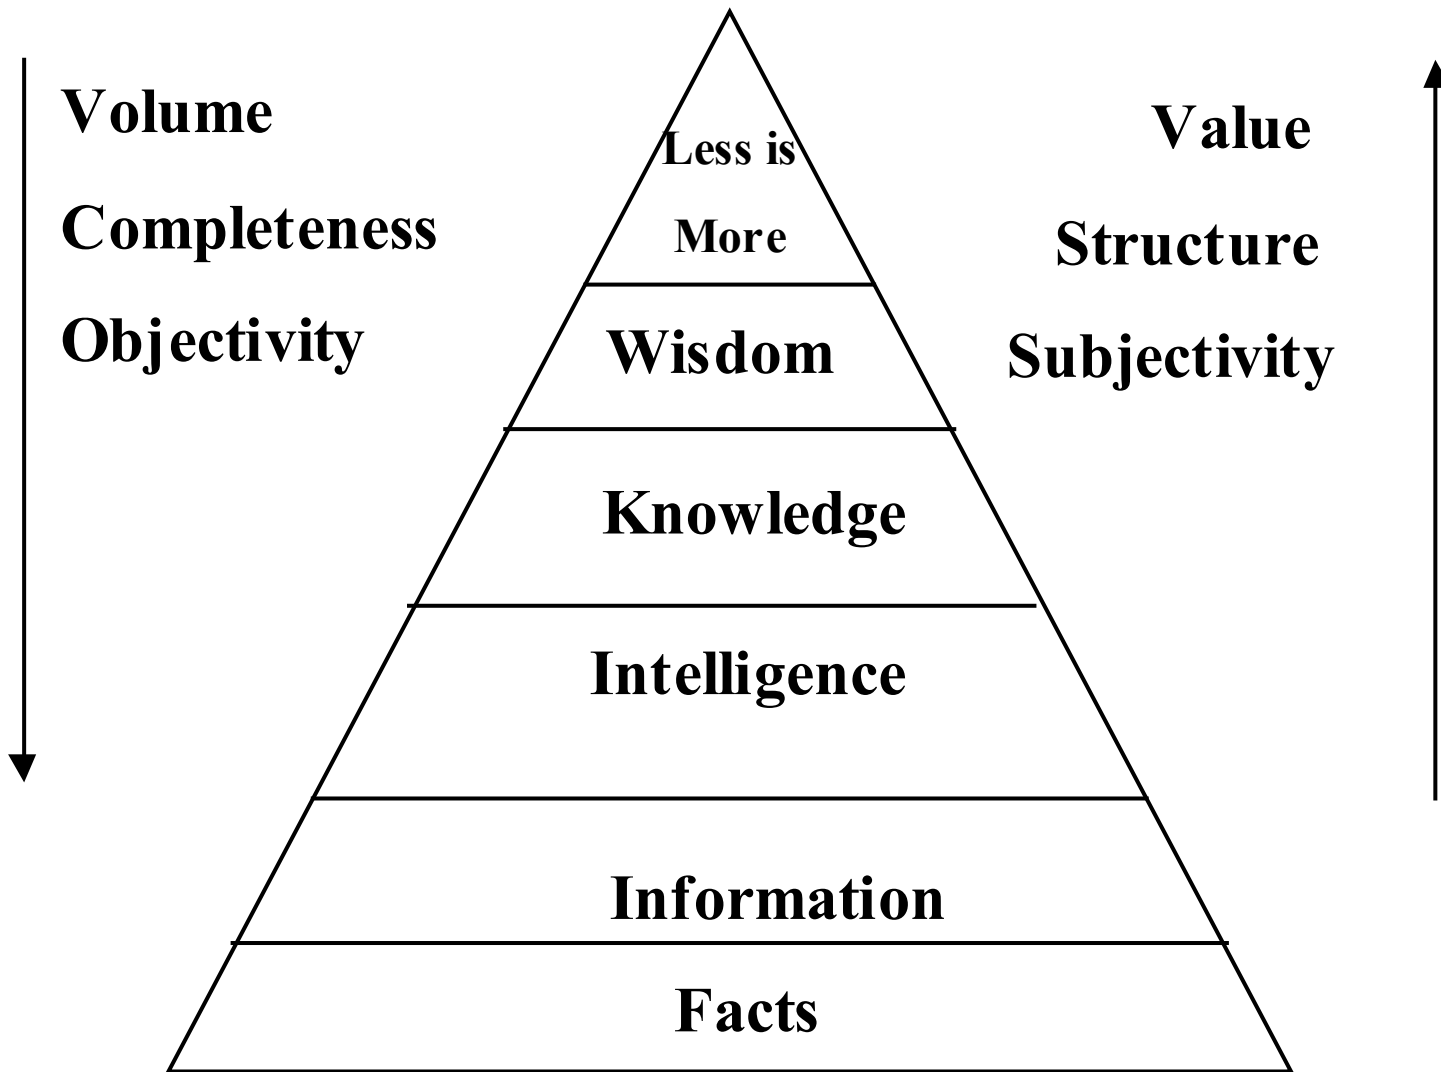 Volume
Completeness
Objectivity
Less is
More
Value
Structure
Subjectivity
Wisdom
Knowledge
Intelligence
Information
Facts